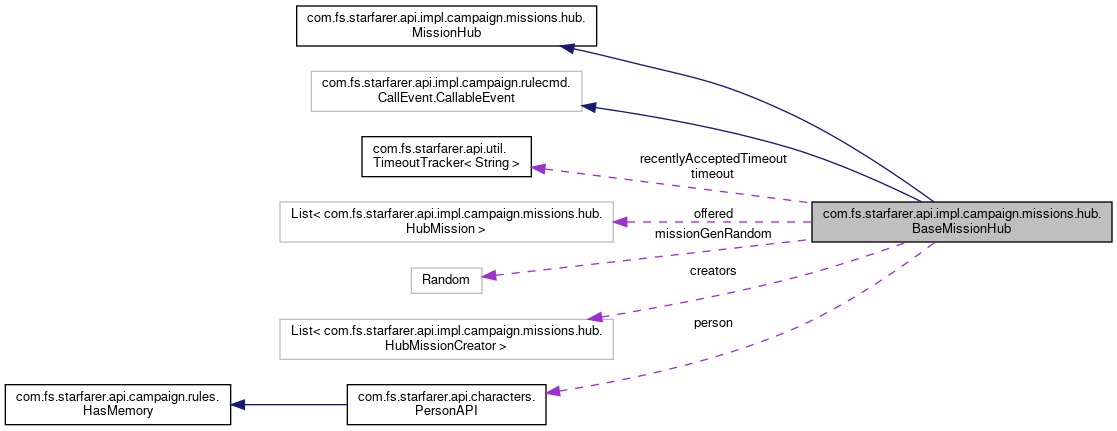 com.fs.starfarer.api.impl.campaign.missions.hub.
MissionHub
com.fs.starfarer.api.impl.campaign.rulecmd.
CallEvent.CallableEvent
com.fs.starfarer.api.util.
TimeoutTracker< String >
recentlyAcceptedTimeout
timeout
List< com.fs.starfarer.api.impl.campaign.missions.hub.
HubMission >
offered
com.fs.starfarer.api.impl.campaign.missions.hub.
BaseMissionHub
missionGenRandom
Random
creators
List< com.fs.starfarer.api.impl.campaign.missions.hub.
HubMissionCreator >
person
com.fs.starfarer.api.campaign.rules.
HasMemory
com.fs.starfarer.api.characters.
PersonAPI